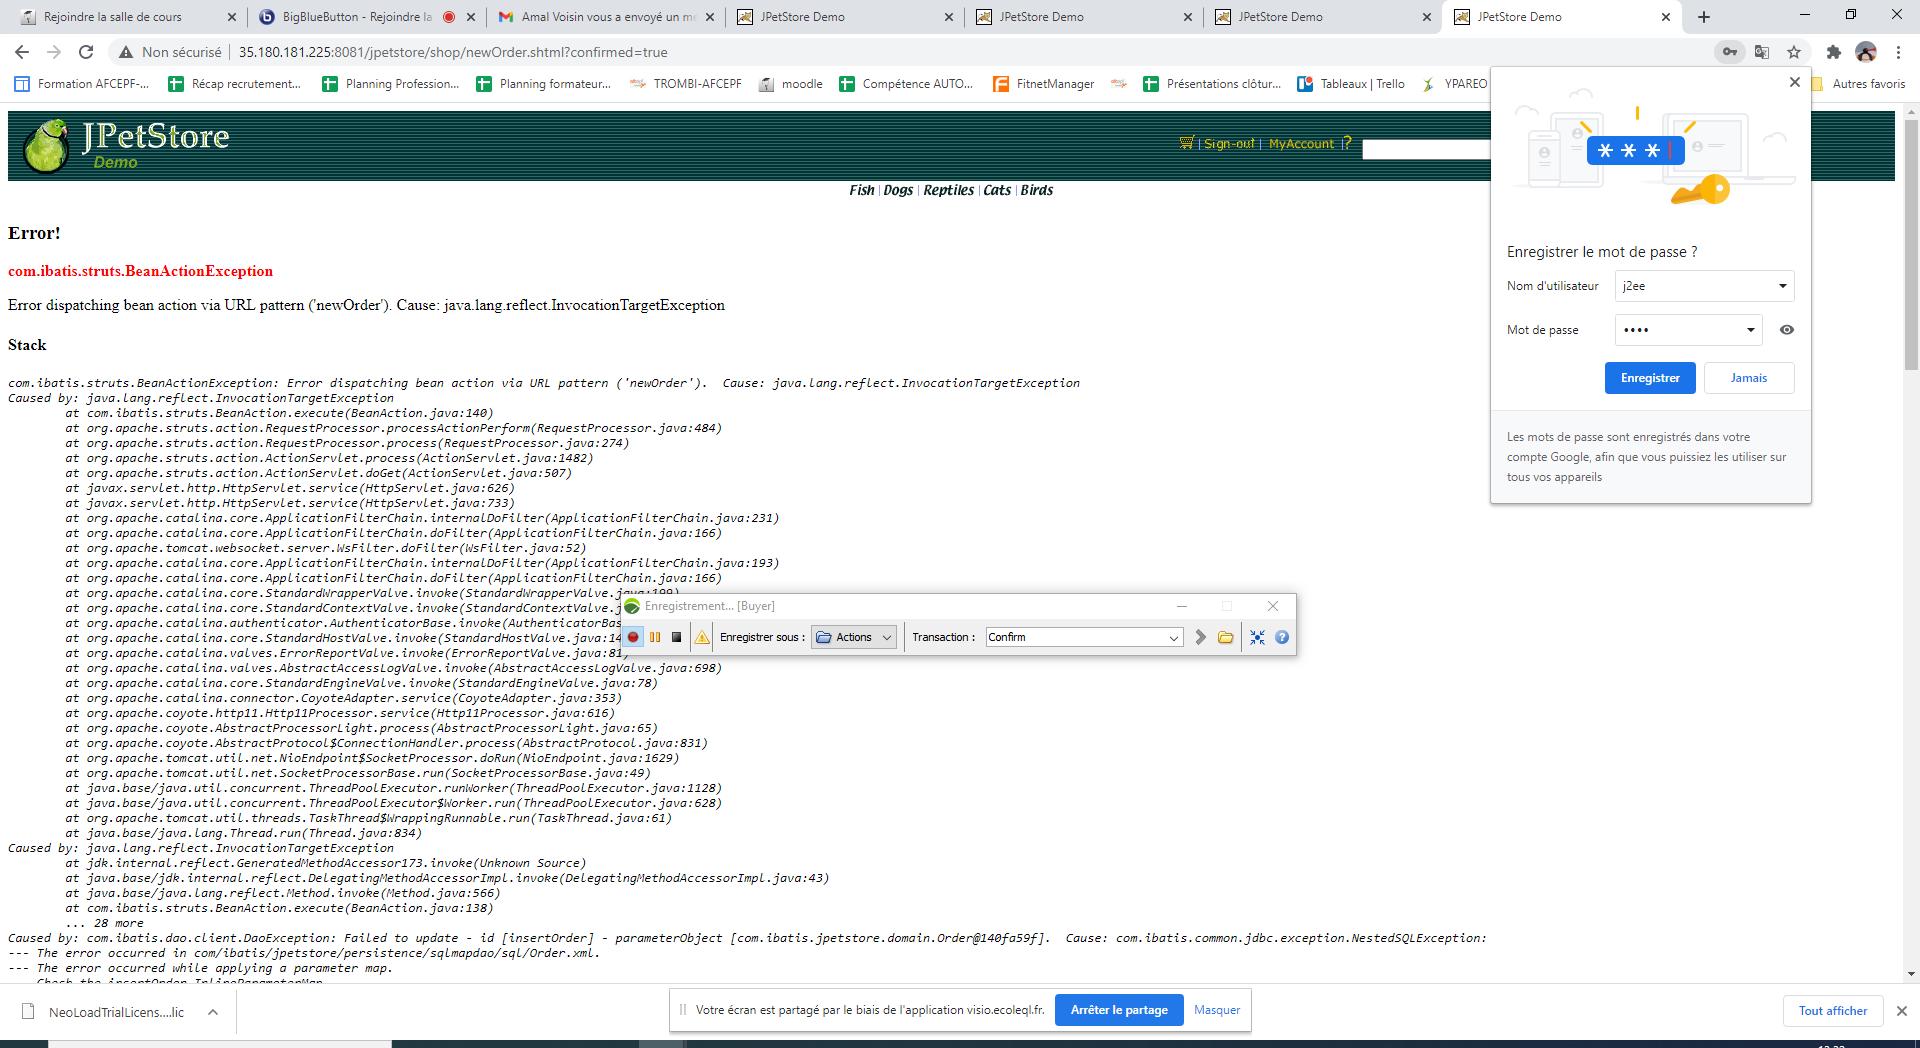 Rejoindre la salle de cours
BigBlueButton - Rejoindre la
Amal Voisin vous a envoyé un me
JPetStore Demo
JPetStore Demo
JPetStore Demo
JPetStore Demo
Non sécurisé | 35.180.181.225:8081/jpetstore/shop/newOrder.shtml?confirmed=true
Formation AFCEPF-...
Récap recrutement...
Planning Profession...
Planning formateur...
TROMBI-AFCEPF
moodle
Compétence AUTO...
FitnetManager
Présentations clôtur...
Tableaux | Trello
YPAREO
Autres favoris
JPetStore
Demo
| Sign-out | MyAccount | ?
Fish | Dogs | Reptiles | Cats | Birds
Error!
com.ibatis.struts.BeanActionException
Error dispatching bean action via URL pattern ('newOrder'). Cause: java.lang.reflect.InvocationTargetException
Stack
com.ibatis.struts.BeanActionException: Error dispatching bean action via URL pattern ('newOrder').  Cause: java.lang.reflect.InvocationTargetException
Caused by: java.lang.reflect.InvocationTargetException
at com.ibatis.struts.BeanAction.execute(BeanAction.java:140)
at org.apache.struts.action.RequestProcessor.processActionPerform(RequestProcessor.java:484)
at org.apache.struts.action.RequestProcessor.process(RequestProcessor.java:274)
at org.apache.struts.action.ActionServlet.process(ActionServlet.java:1482)
at org.apache.struts.action.ActionServlet.doGet(ActionServlet.java:507)
at javax.servlet.http.HttpServlet.service(HttpServlet.java:626)
at javax.servlet.http.HttpServlet.service(HttpServlet.java:733)
at org.apache.catalina.core.ApplicationFilterChain.internalDoFilter(ApplicationFilterChain.java:231)
at org.apache.catalina.core.ApplicationFilterChain.doFilter(ApplicationFilterChain.java:166)
at org.apache.tomcat.websocket.server.WsFilter.doFilter(WsFilter.java:52)
at org.apache.catalina.core.ApplicationFilterChain.internalDoFilter(ApplicationFilterChain.java:193)
at org.apache.catalina.core.ApplicationFilterChain.doFilter(ApplicationFilterChain.java:166)
at org.apache.catalina.core.StandardWrapperValve.invoke(StandardWrapperValve.java:199)
at org.apache.catalina.core.StandardContextValve.invoke(StandardContextValve.j
at org.apache.catalina.authenticator.AuthenticatorBase.invoke(AuthenticatorBas
at org.apache.catalina.core.StandardHostValve.invoke(StandardHostValve.java:14
at org.apache.catalina.valves.ErrorReportValve.invoke(ErrorReportValve.java:81
at org.apache.catalina.valves.AbstractAccessLogValve.invoke(AbstractAccessLogValve.java:698)
at org.apache.catalina.core.StandardEngineValve.invoke(StandardEngineValve.java:78)
at org.apache.catalina.connector.CoyoteAdapter.service(CoyoteAdapter.java:353)
at org.apache.coyote.http11.Http11Processor.service(Http11Processor.java:616)
at org.apache.coyote.AbstractProcessorLight.process(AbstractProcessorLight.java:65)
at org.apache.coyote.AbstractProtocol$ConnectionHandler.process(AbstractProtocol.java:831)
at org.apache.tomcat.util.net.NioEndpoint$SocketProcessor.doRun(NioEndpoint.java:1629)
at org.apache.tomcat.util.net.SocketProcessorBase.run(SocketProcessorBase.java:49)
at java.base/java.util.concurrent.ThreadPoolExecutor.runWorker(ThreadPoolExecutor.java:1128)
at java.base/java.util.concurrent.ThreadPoolExecutor$Worker.run(ThreadPoolExecutor.java:628)
at org.apache.tomcat.util.threads.TaskThread$WrappingRunnable.run(TaskThread.java:61)
at java.base/java.lang.Thread.run(Thread.java:834)
Caused by: java.lang.reflect.InvocationTargetException
at jdk.internal.reflect.GeneratedMethodAccessor173.invoke(Unknown Source)
at java.base/jdk.internal.reflect.DelegatingMethodAccessorImpl.invoke(DelegatingMethodAccessorImpl.java:43)
at java.base/java.lang.reflect.Method.invoke(Method.java:566)
at com.ibatis.struts.BeanAction.execute(BeanAction.java:138)
... 28 more
Caused by: com.ibatis.dao.client.DaoException: Failed to update - id [insertOrder] - parameterObject [com.ibatis.jpetstore.domain.Order@140fa59f].  Cause: com.ibatis.common.jdbc.exception.NestedSQLException:
--- The error occurred in com/ibatis/jpetstore/persistence/sqlmapdao/sql/Order.xml.
--- The error occurred while applying a parameter map.
--- Check the insertOrder-InlineParameterMap.
Enregistrer le mot de passe ?
Nom d'utilisateur
j2ee
Mot de passe
••••
Enregistrer
Jamais
Les mots de passe sont enregistrés dans votre
compte Google, afin que vous puissiez les utiliser sur
tous vos appareils
Enregistrement... [Buyer]
Enregistrer sous :
Actions
Transaction :
Confirm
NeoLoadTrialLicens....lic
Votre écran est partagé par le biais de l'application visio.ecoleql.fr.
Arrêter le partage
Masquer
Tout afficher